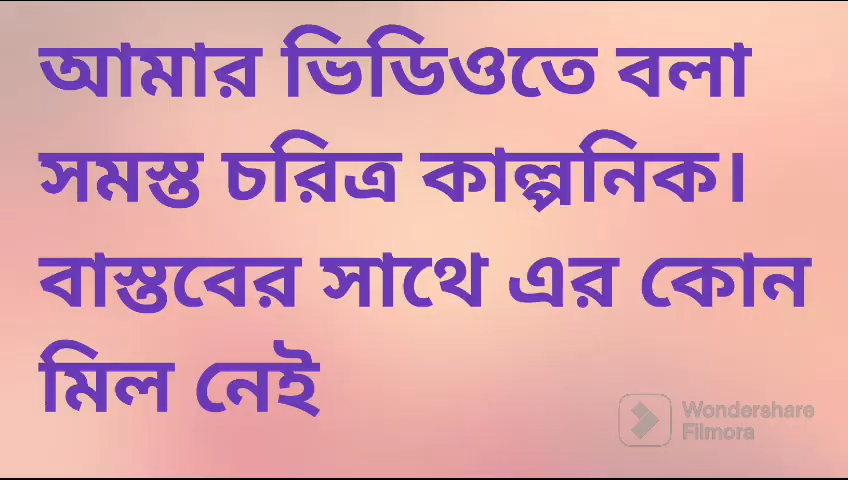 আমার ভিডিওতে বলা
সমস্ত চরিত্র কাল্পনিক।
বাস্তবের সাথে এর কোন
মিল নেই
Wondershare
Filmora